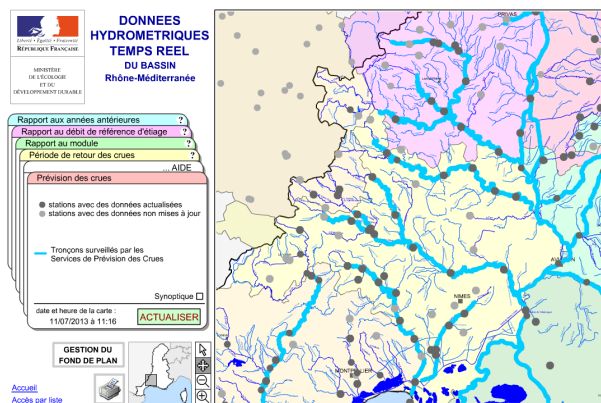 Liberté • Égalité • Fraternité
RÉPUBLIQUE FRANÇAISE
MINISTÈRE
DE L'ÉCOLOGIE
ET DU
DÉVELOPPEMENT DURABLE
DONNEES
HYDROMETRIQUES
TEMPS REEL
DU BASSIN
Rhône-Méditerranée
Rapport aux années antérieures ?
Rapport au débit de référence d'étiage ?
Rapport au module ?
Période de retour des crues ?
... AIDE
Prévision des crues
stations avec des données actualisées
stations avec des données non mises à jour
Tronçons surveillés par les
Services de Prévision des Crues
Synoptique
date et heure de la carte :
11/07/2013 à 11:16
ACTUALISER
GESTION DU
FOND DE PLAN
Accueil
Accès par liste
PRIVAS
NIMES